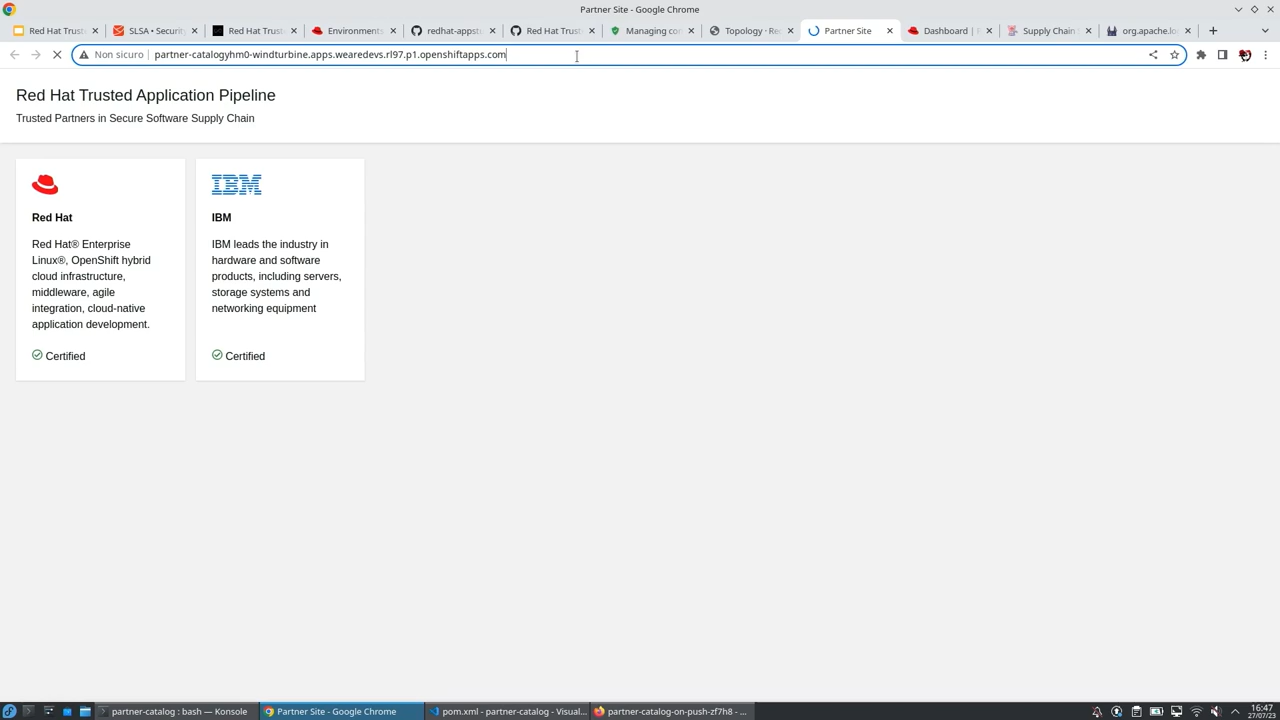 Partner Site - Google Chrome
Red Hat Trust
SLSA • Securit
Red Hat Trust
Environments
redhat-appst
Red Hat Trust
Managing con
Topology · Re
Partner Site
Dashboard | 
Supply Chain
org.apache.lo
Non sicuro
partner-catalogyhm0-windturbine.apps.wearedevs.rl97.p1.openshiftapps.com
Red Hat Trusted Application Pipeline
Trusted Partners in Secure Software Supply Chain
Red Hat
Red Hat® Enterprise
Linux®, OpenShift hybrid
cloud infrastructure,
middleware, agile
integration, cloud-native
application development.
Certified
IBM
IBM
IBM leads the industry in
hardware and software
products, including servers,
storage systems and
networking equipment
Certified
partner-catalog : bash — Konsole
Partner Site - Google Chrome
pom.xml - partner-catalog - Visual...
partner-catalog-on-push-zf7h8 - ...
16:47
27/07/23